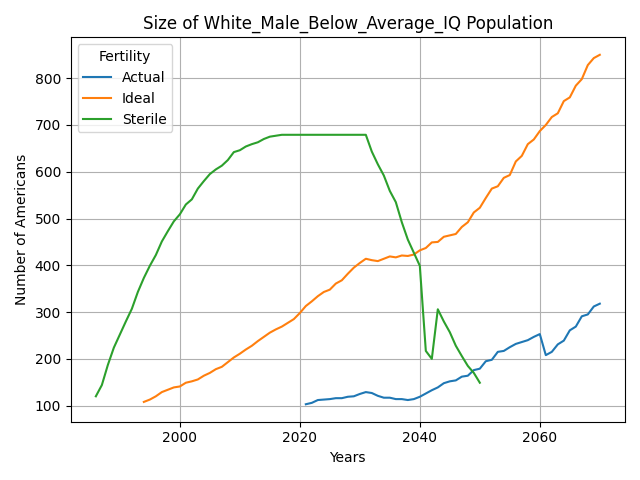 Size of White_Male_Below_Average_IQ Population
Number of Americans
800
700
600
500
400
300
200
100
Fertility
Actual
Ideal
Sterile
2000 2020 2040 2060
Years